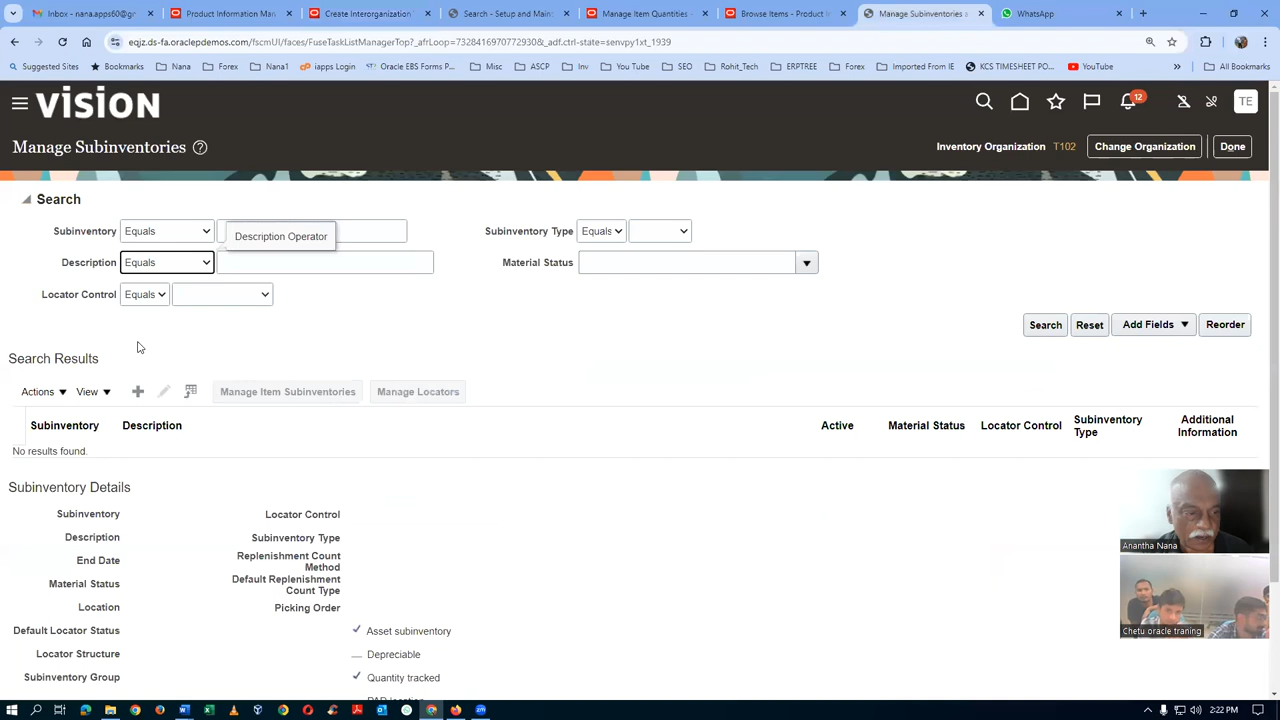 Mail - nana.apps50@gr
Product Information Man
Create Interorganization
Search - Setup and Main
Manage Item Quantities -
Browse Items - Product In
Manage Subinventories a
WhatsApp
eqjz.ds-fa.oraclepdemos.com/fscmUI/faces/FuseTaskListManagerTop?_afrLoop=73284169707729 30&_adf.ctrl-state=senvpy1xt_1939
Suggested Sites
Bookmarks
Nana
Forex
Nana1
iapps Login
Oracle EBS Forms P...
Misc
ASCP
Inv
You Tube
SEO
Rohit_Tech
ERPTREE
Forex
Imported From IE
KCS TIMESHEET PO...
YouTube
All Bookmarks
VISION
12
TE
Manage Subinventories
Inventory Organization T102
Change Organization
Done
Search
Subinventory Equals
Description Operator
Subinventory Type Equals
Description Equals
Material Status
Locator Control Equals
Search
Reset
Add Fields
Reorder
Search Results
Actions
View
Manage Item Subinventories
Manage Locators
Subinventory
Description
Active
Material Status
Locator Control
Subinventory
Type
Additional
Information
No results found.
Subinventory Details
Subinventory
Locator Control
Description
Subinventory Type
End Date
Replenishment Count
Method
Material Status
Default Replenishment
Count Type
Location
Picking Order
Default Locator Status
Asset subinventory
Locator Structure
Depreciable
Subinventory Group
Quantity tracked
PAR location
Anantha Nana
Chetu oracle traning
2:22 PM